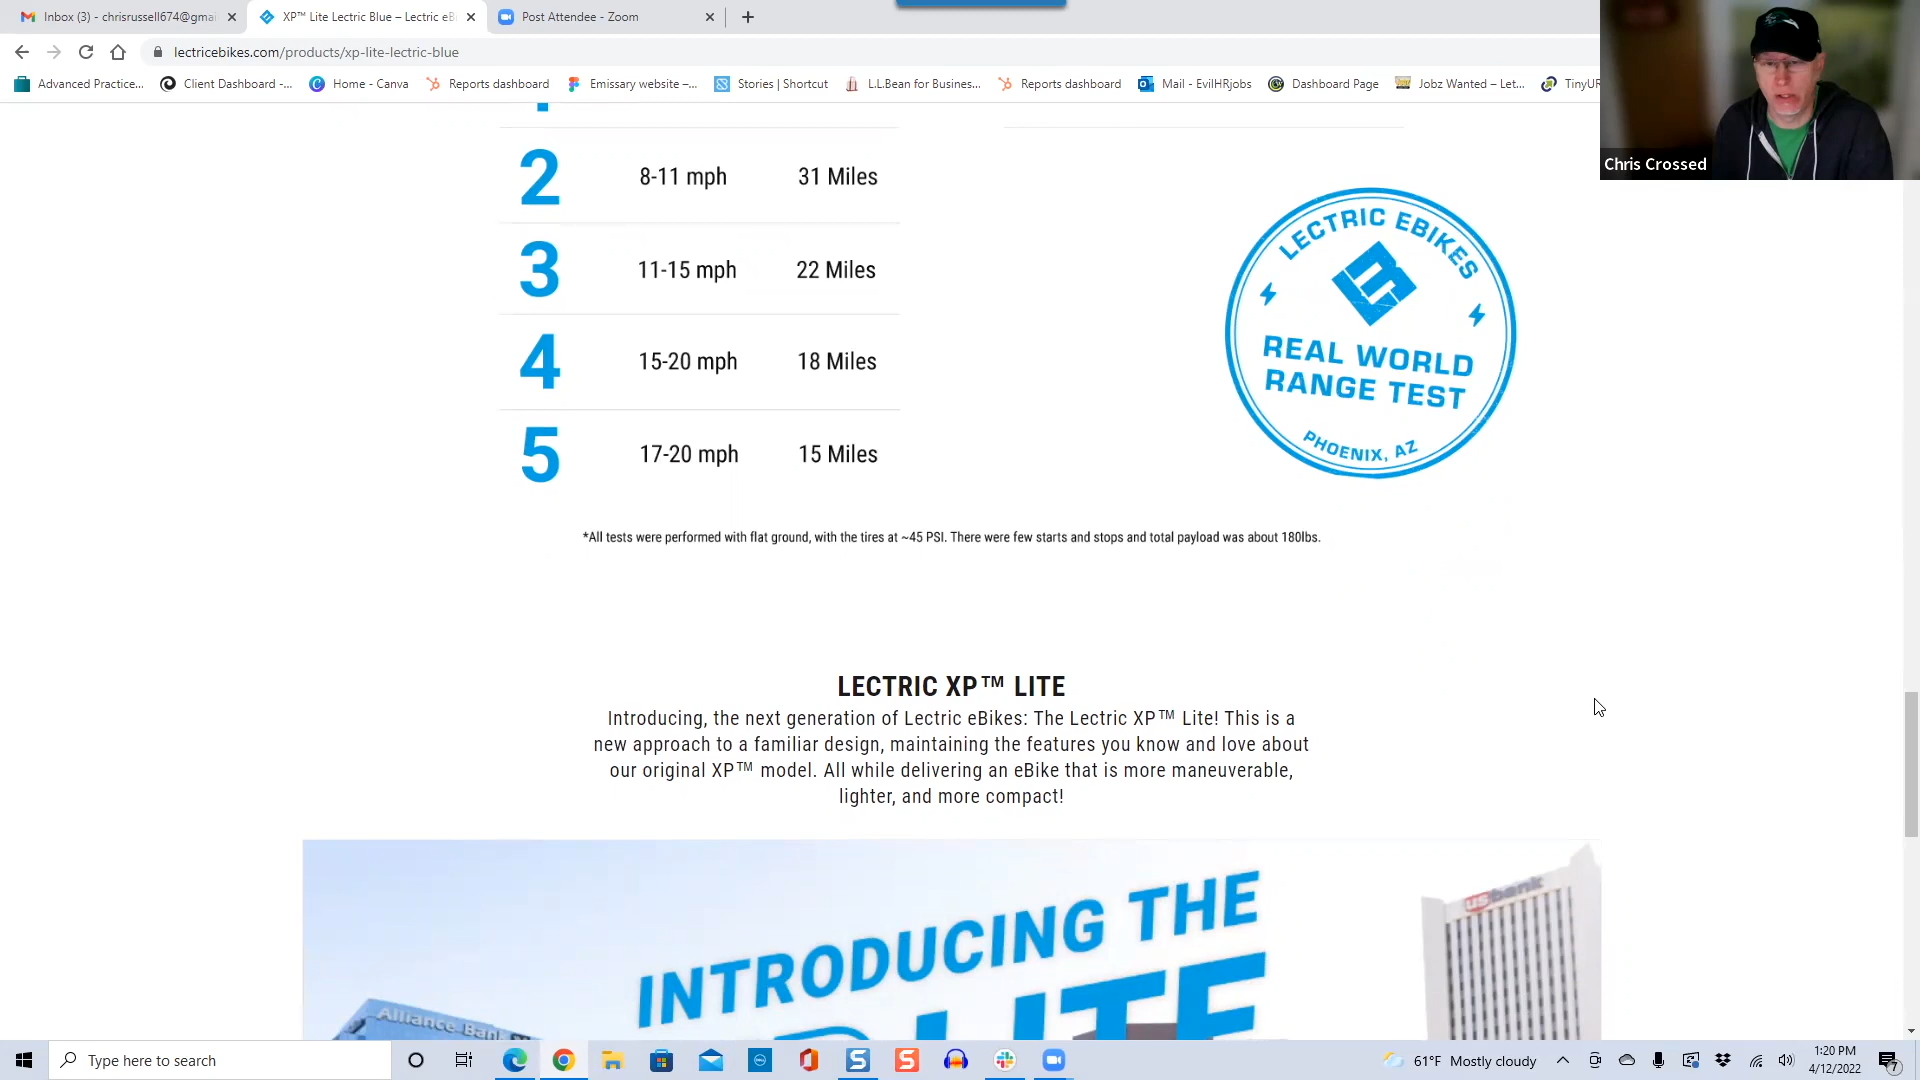 Inbox (3) - chrisrussell674@gmai
XP™ Lite Lectric Blue – Lectric eBi
Post Attendee - Zoom
lectricebikes.com/products/xp-lite-lectric-blue
Advanced Practice...
Client Dashboard -...
Home - Canva
Reports dashboard
Emissary website –...
Stories | Shortcut
L.L.Bean for Busines...
Reports dashboard
Mail - EvilHRjobs
Dashboard Page
Jobz Wanted – Let...
TinyUR
Chris Crossed
2 8-11 mph 31 Miles
3 11-15 mph 22 Miles
4 15-20 mph 18 Miles
5 17-20 mph 15 Miles
LECTRIC EBIKES
REAL WORLD
RANGE TEST
PHOENIX, AZ
*All tests were performed with flat ground, with the tires at ~45 PSI. There were few starts and stops and total payload was about 180lbs.
LECTRIC XP™ LITE
Introducing, the next generation of Lectric eBikes: The Lectric XP™ Lite! This is a
new approach to a familiar design, maintaining the features you know and love about
our original XP™ model. All while delivering an eBike that is more maneuverable,
lighter, and more compact!
INTRODUCING THE
LITE
usbank
Alliance Bank
Type here to search
61°F Mostly cloudy
1:20 PM
4/12/2022
7